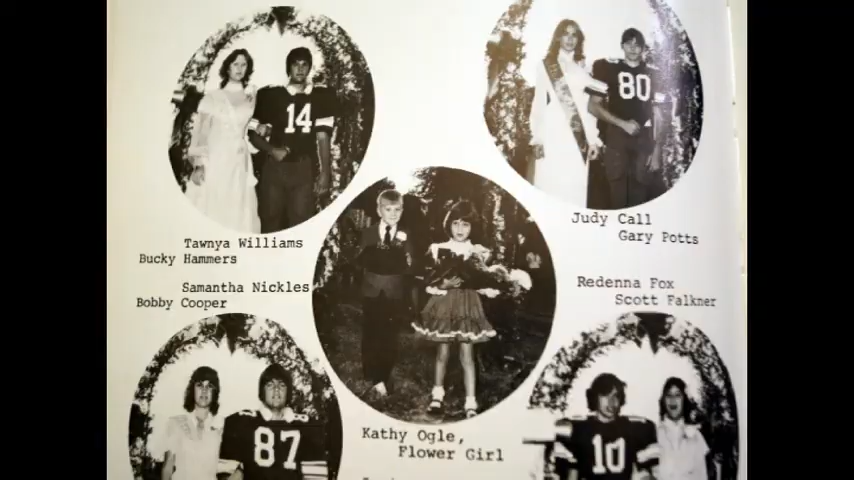 14
80
Judy Call
Gary Potts
Tawnya Williams
Bucky Hammers
Samantha Nickles
Bobby Cooper
Redenna Fox
Scott Falkner
87
10
Kathy Ogle,
Flower Girl